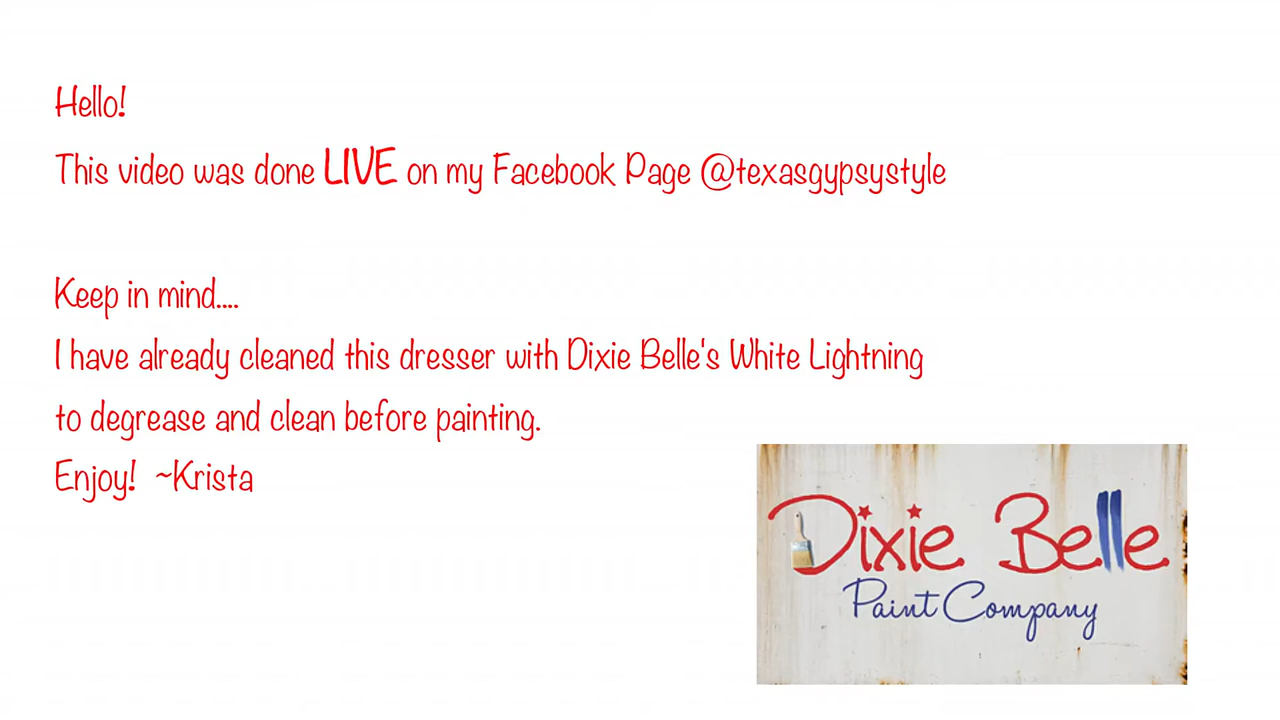 Hello!
This video was done LIVE on my Facebook Page @texasgypsystyle
Keep in mind....
I have already cleaned this dresser with Dixie Belle's White Lightning
to degrease and clean before painting.
Enjoy! ~Krista
Dixie Belle
Paint Company